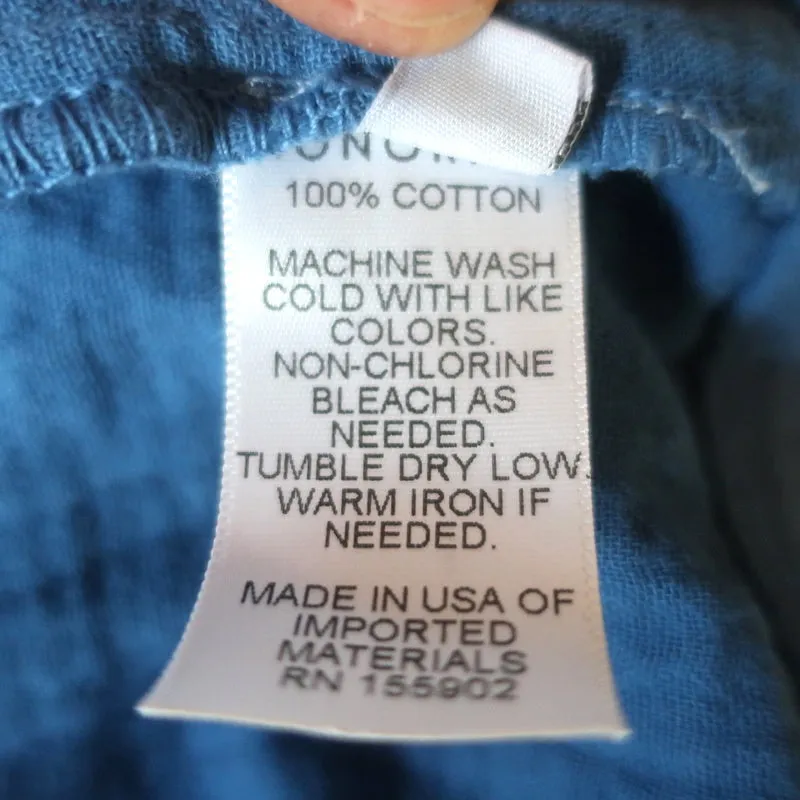 100% COTTON
MACHINE WASH
COLD WITH LIKE
COLORS.
NON-CHLORINE
BLEACH AS
NEEDED.
TUMBLE DRY LOW.
WARM IRON IF
NEEDED.
MADE IN USA OF
IMPORTED
MATERIALS
RN 155902